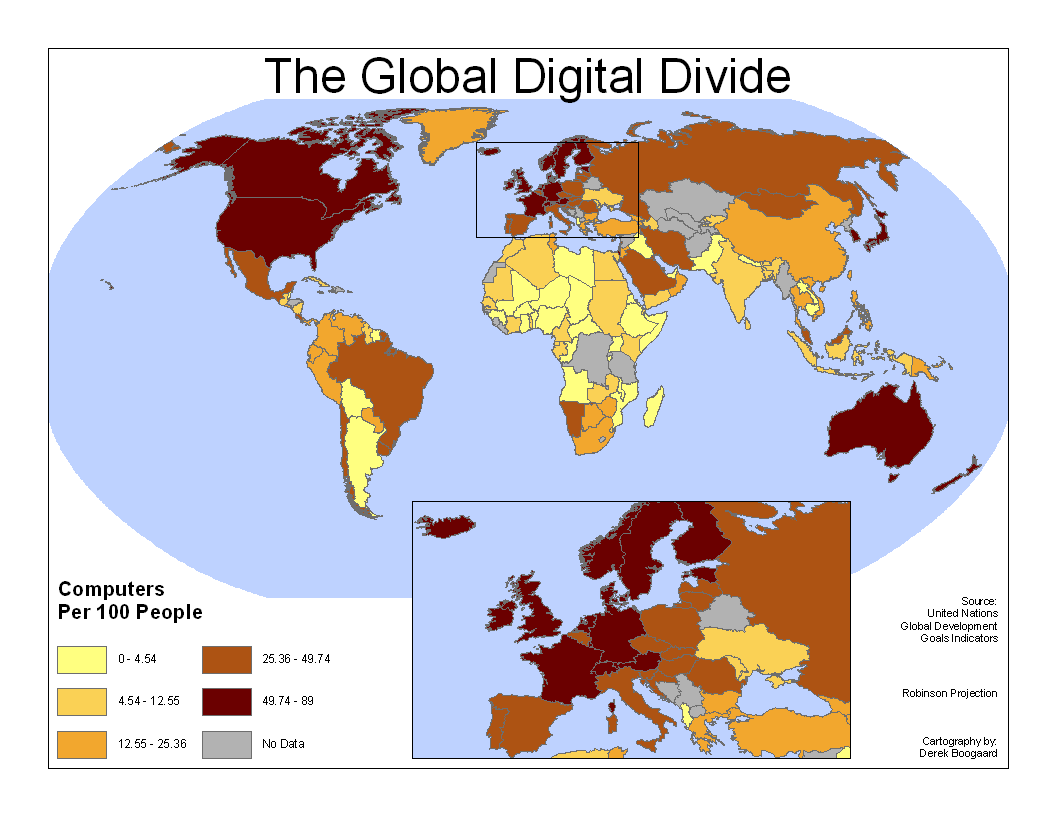 The Global Digital Divide
Computers
Per 100 People
0 - 4.54
4.54 - 12.55
12.55 - 25.36
25.36 - 49.74
49.74 - 89
No Data
Source:
United Nations
Global Development
Goals Indicators
Robinson Projection
Cartography by:
Derek Boogaard